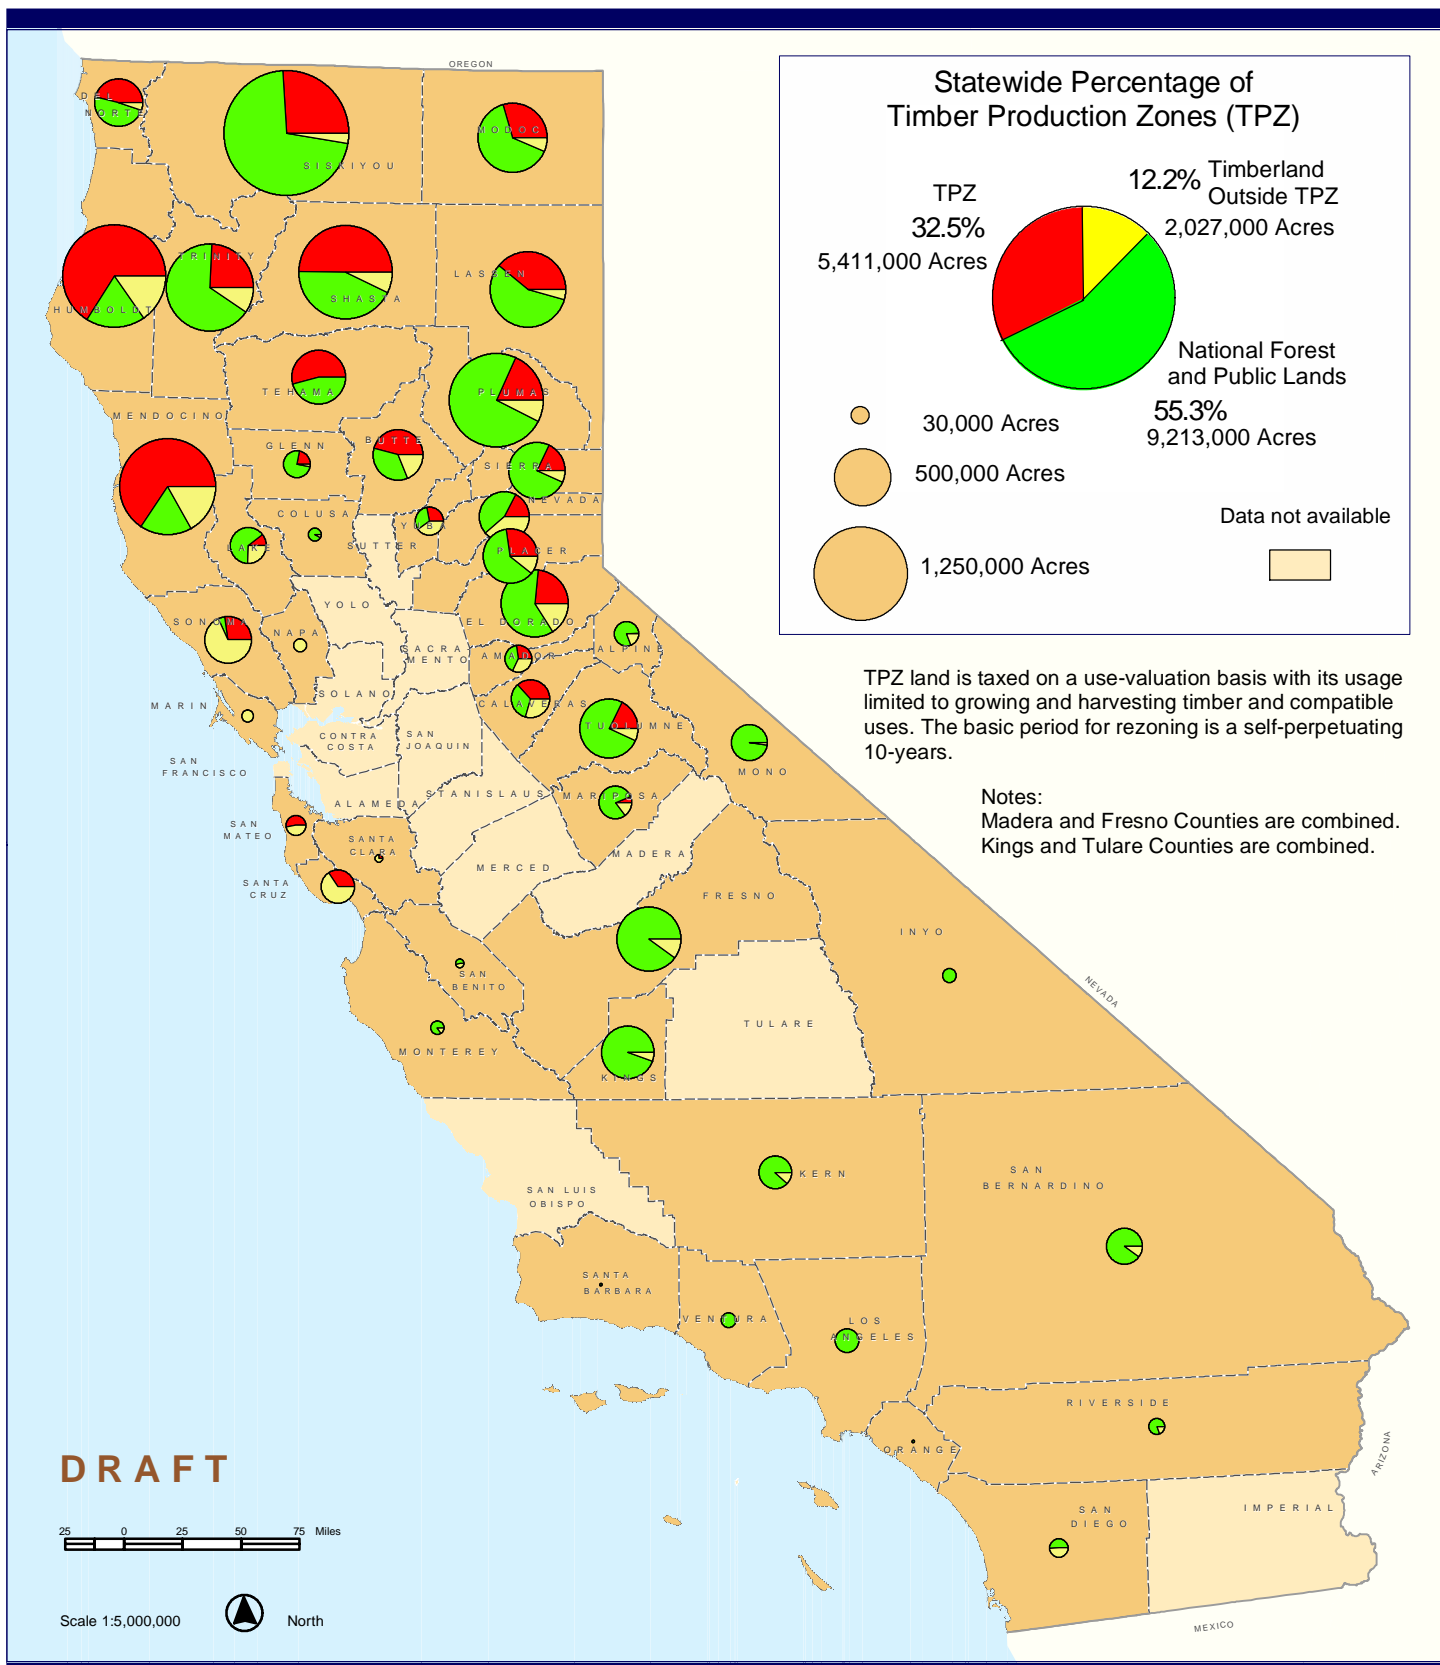 OREGON
DEL
NORTE
SISKIYOU
MODOC
HUMBOLDT
TRINITY
SHASTA
LASSEN
TEHAMA
PLUMAS
MENDOCINO
GLENN
BUTTE
SIERRA
NEVADA
COLUSA
YUBA
SUTTER
LAKE
PLACER
YOLO
EL DORADO
SONOMA
NAPA
SACRA
MENTO
AMADOR
ALPINE
SOLANO
MARIN
CALAVERAS
TUOLUMNE
CONTRA
COSTA
SAN
JOAQUIN
MONO
SAN
FRANCISCO
ALAMEDA
STANISLAUS
MARIPOSA
SAN
MATEO
SANTA
CLARA
MERCED
MADERA
SANTA
CRUZ
FRESNO
INYO
SAN
BENITO
NEVADA
MONTEREY
TULARE
KINGS
KERN
SAN
BERNARDINO
SAN LUIS
OBISPO
SANTA
BARBARA
VENTURA
LOS
ANGELES
RIVERSIDE
ORANGE
ARIZONA
SAN
DIEGO
IMPERIAL
MEXICO
Statewide Percentage of
Timber Production Zones (TPZ)
TPZ
32.5%
5,411,000 Acres
12.2% Timberland
Outside TPZ
2,027,000 Acres
National Forest
and Public Lands
55.3%
9,213,000 Acres
30,000 Acres
500,000 Acres
1,250,000 Acres
Data not available
TPZ land is taxed on a use-valuation basis with its usage
limited to growing and harvesting timber and compatible
uses. The basic period for rezoning is a self-perpetuating
10-years.
Notes:
Madera and Fresno Counties are combined.
Kings and Tulare Counties are combined.
DRAFT
25 0 25 50 75 Miles
Scale 1:5,000,000
North